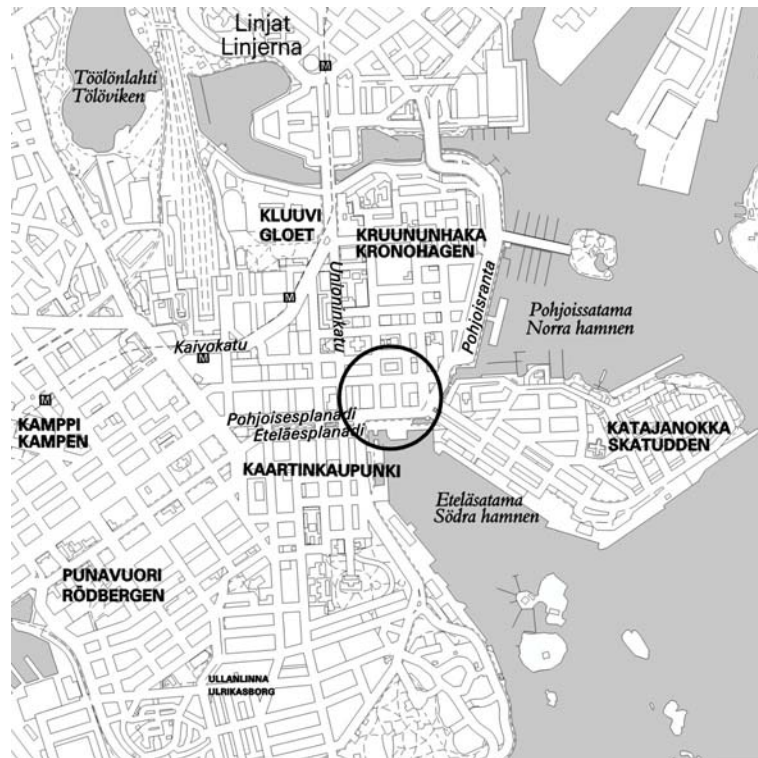 Linjat
Linjerna
M
Töölönlahti
Tölöviken
KLUUVI
GLOET
KRUUNUNHAKA
KRONOHAGEN
Unioninkatu
Pohjoisranta
M
Pohjoissatama
Norra hamnen
Kaivokatu
M
M
KAMPPI
KAMPEN
Pohjoisesplanadi
Eteläesplanadi
KATAJANOKKA
SKATUDDEN
KAARTINKAUPUNKI
Eteläsatama
Södra hamnen
PUNAVUORI
RÖDBERGEN
ULLANLINNA
ULRIKASBORG